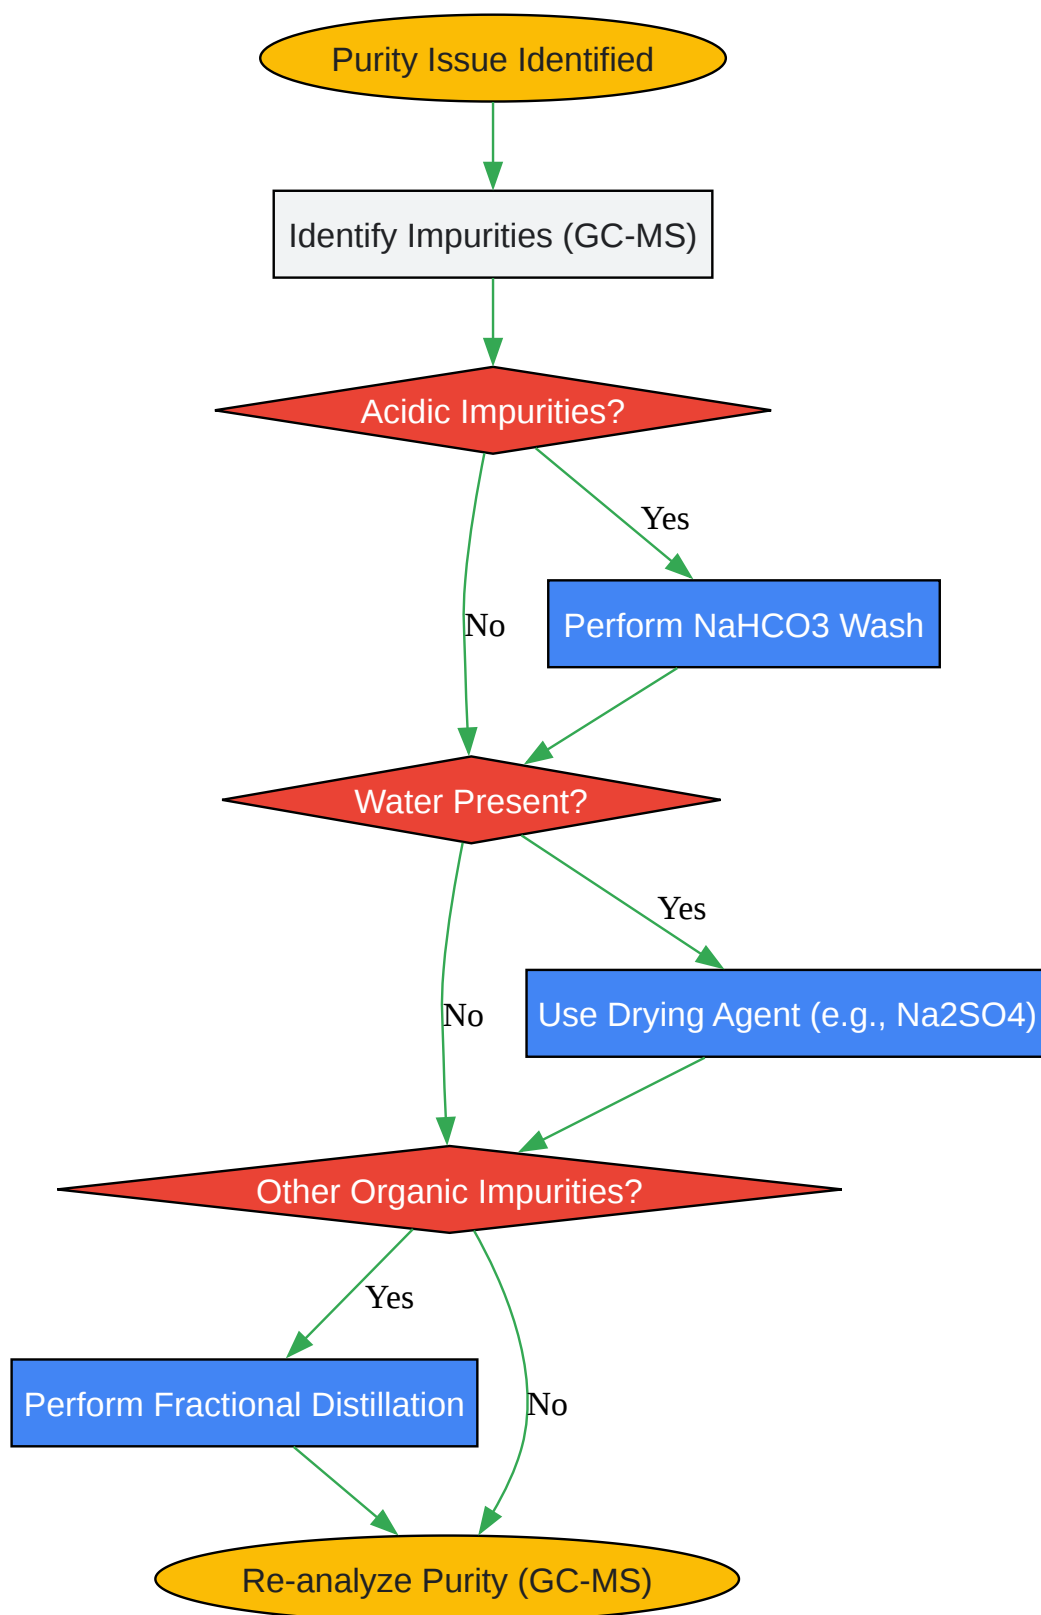 Purity Issue Identified
Identify Impurities (GC-MS)
Acidic Impurities?
Yes
No
Perform NaHCO3 Wash
Water Present?
Yes
No
Use Drying Agent (e.g., Na2SO4)
Other Organic Impurities?
Yes
Perform Fractional Distillation
No
Re-analyze Purity (GC-MS)